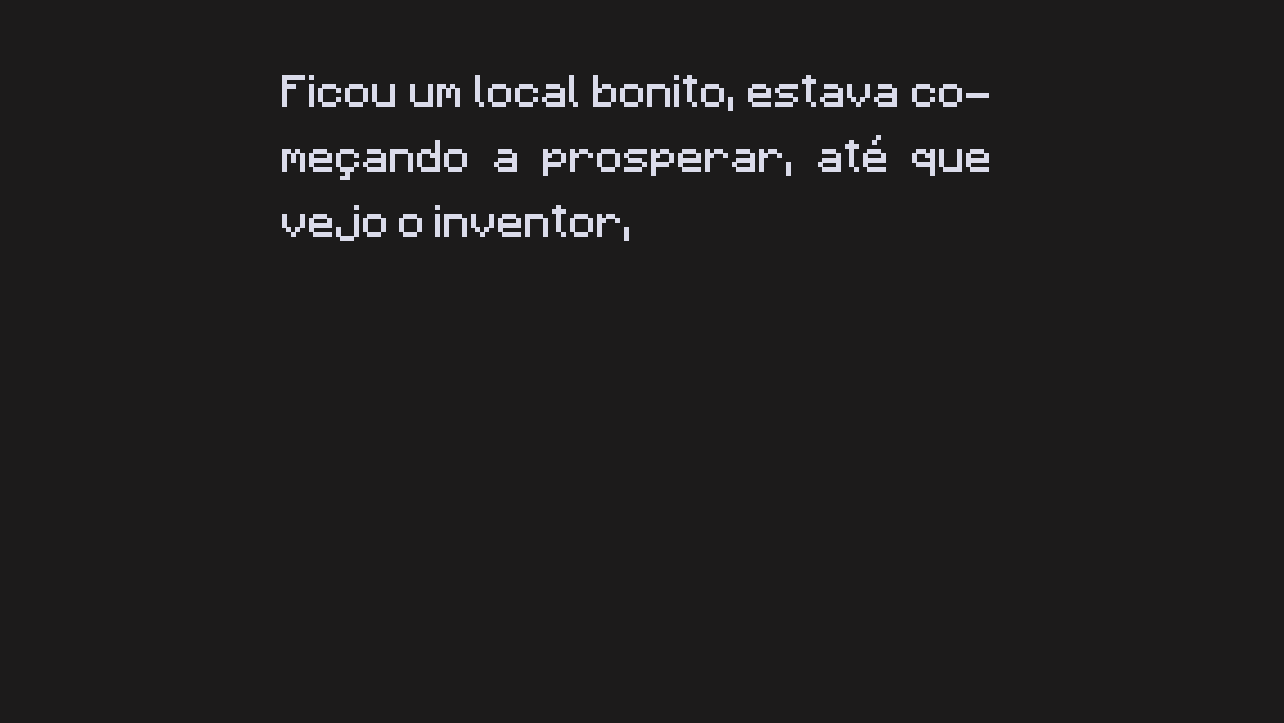 Ficou um local bonito, estava co-
meçando a prosperar, até que
vejo o inventor,